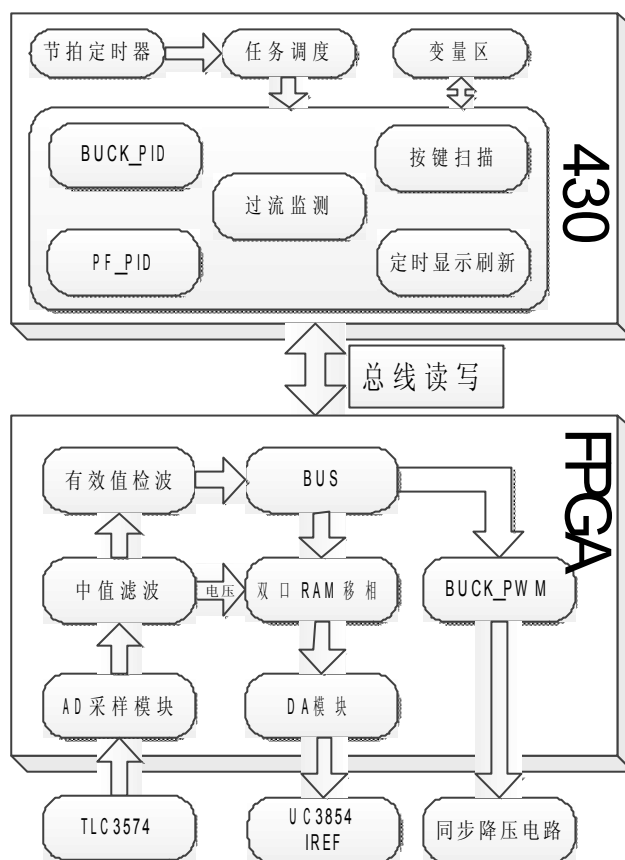 节拍定时器
任务调度
变量区
BUCK_PID
按键扫描
过流监测
PF_PID
定时显示刷新
430
总线读写
FPGA
有效值检波
BUS
中值滤波
电压
双口RAM移相
BUCK_PWM
AD采样模块
DA模块
TLC3574
UC3854
IREF
同步降压电路